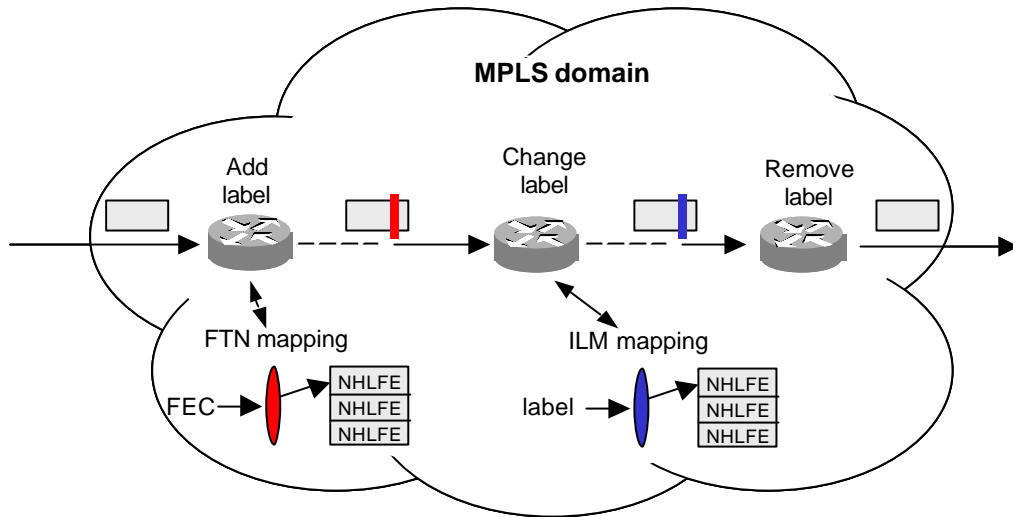 MPLS domain
Add
label
Change
label
Remove
label
FTN mapping
ILM mapping
FEC
NHLFE
NHLFE
NHLFE
label
NHLFE
NHLFE
NHLFE